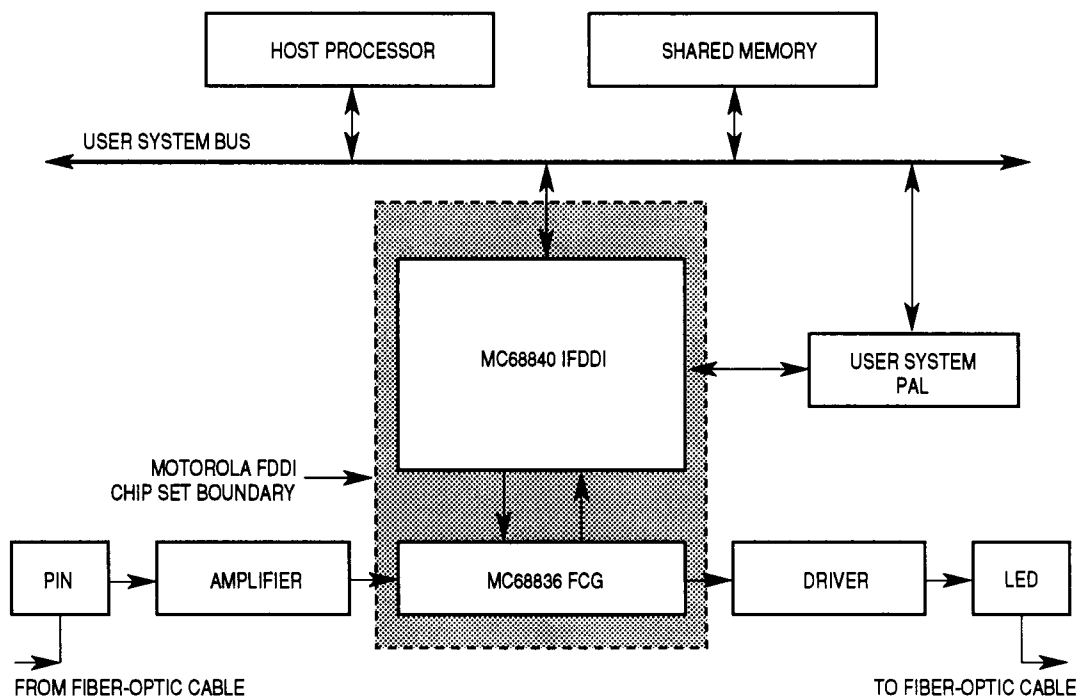 HOST PROCESSOR
SHARED MEMORY
USER SYSTEM BUS
MC68840 IFDDI
USER SYSTEM
PAL
MOTOROLA FDDI
CHIP SET BOUNDARY
PIN
AMPLIFIER
MC68836 FCG
DRIVER
LED
FROM FIBER-OPTIC CABLE
TO FIBER-OPTIC CABLE